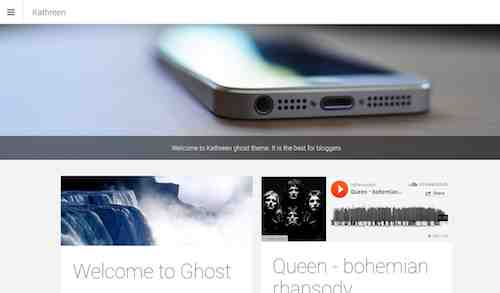 Kathreen
Welcome to Kathreen ghost theme. It is the best for bloggers
Queen - bohemian...
Share
Welcome to Ghost
Queen - bohemian
rhapsody